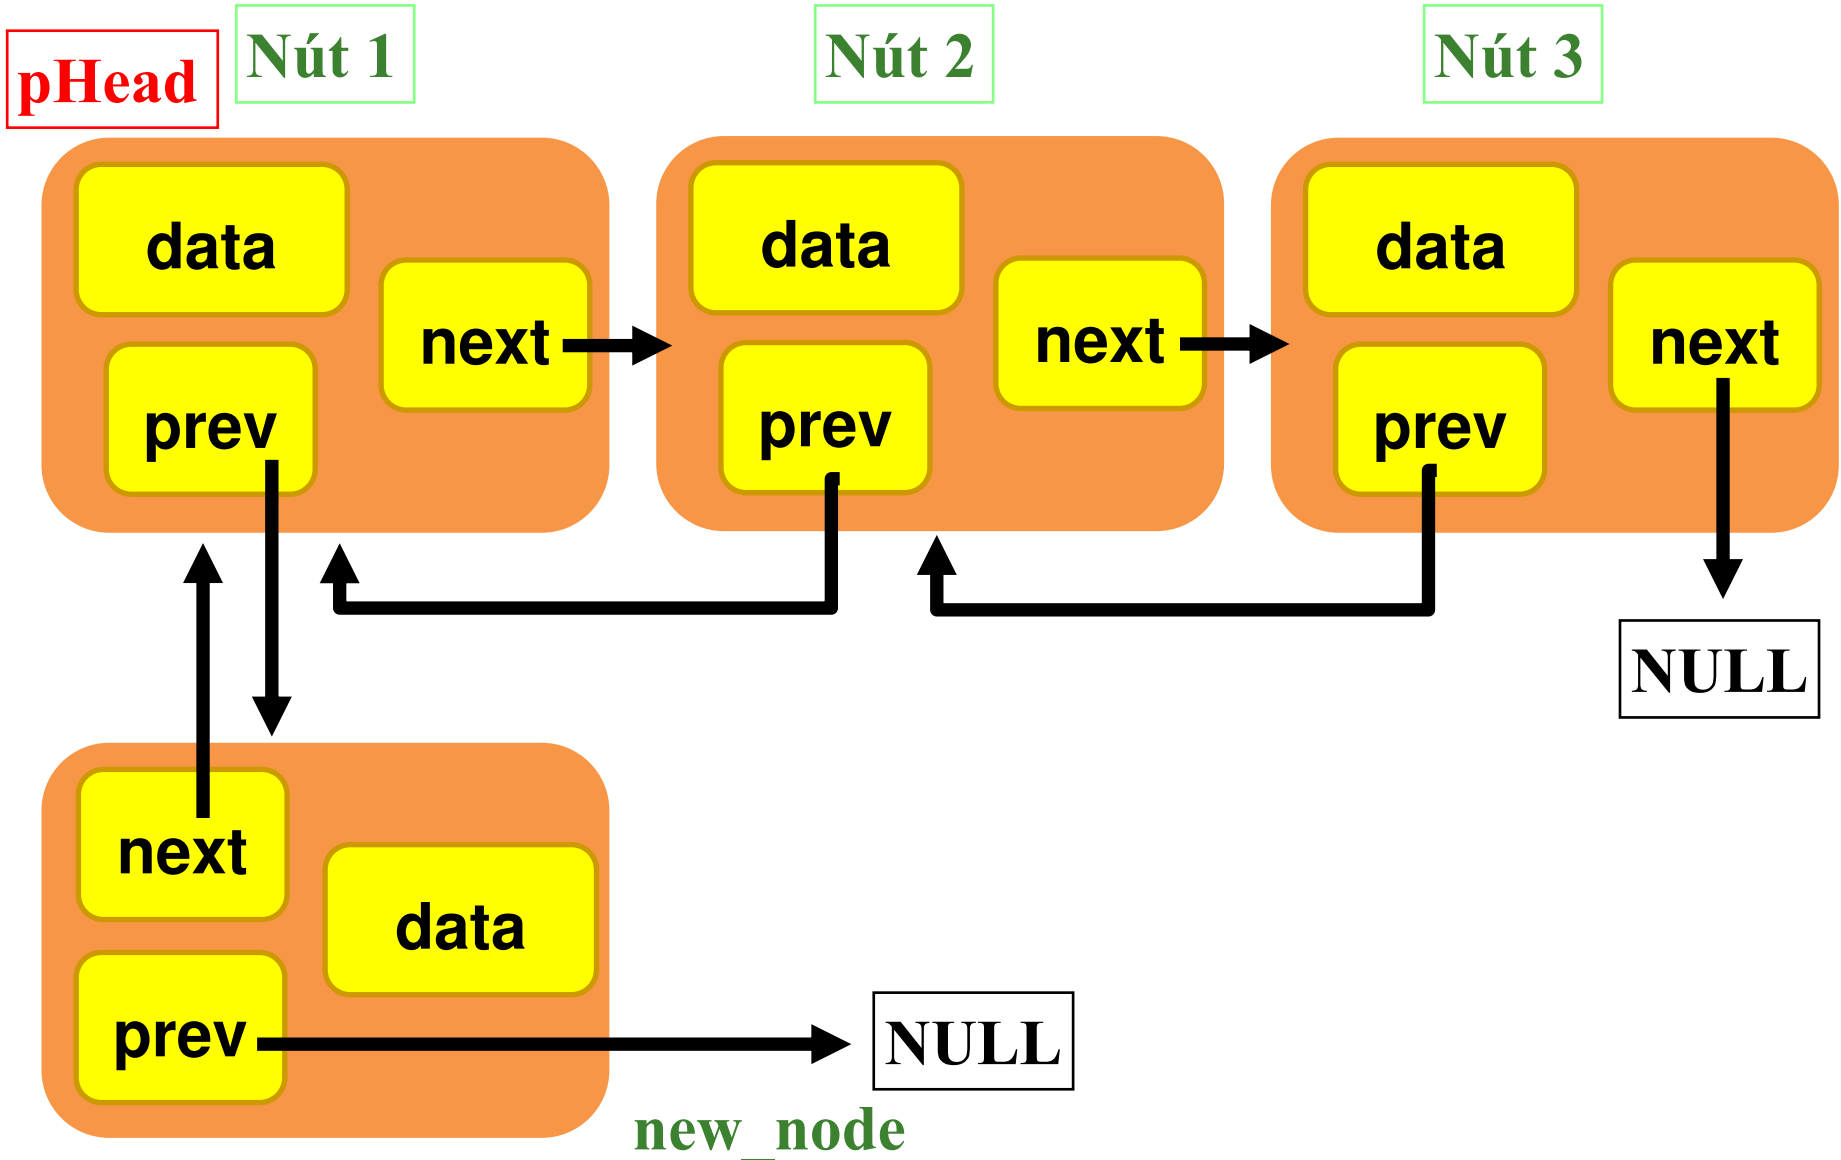 pHead
Nút 1
Nút 2
Nút 3
data
next
prev
data
next
prev
data
next
prev
NULL
next
data
prev
NULL
new_node